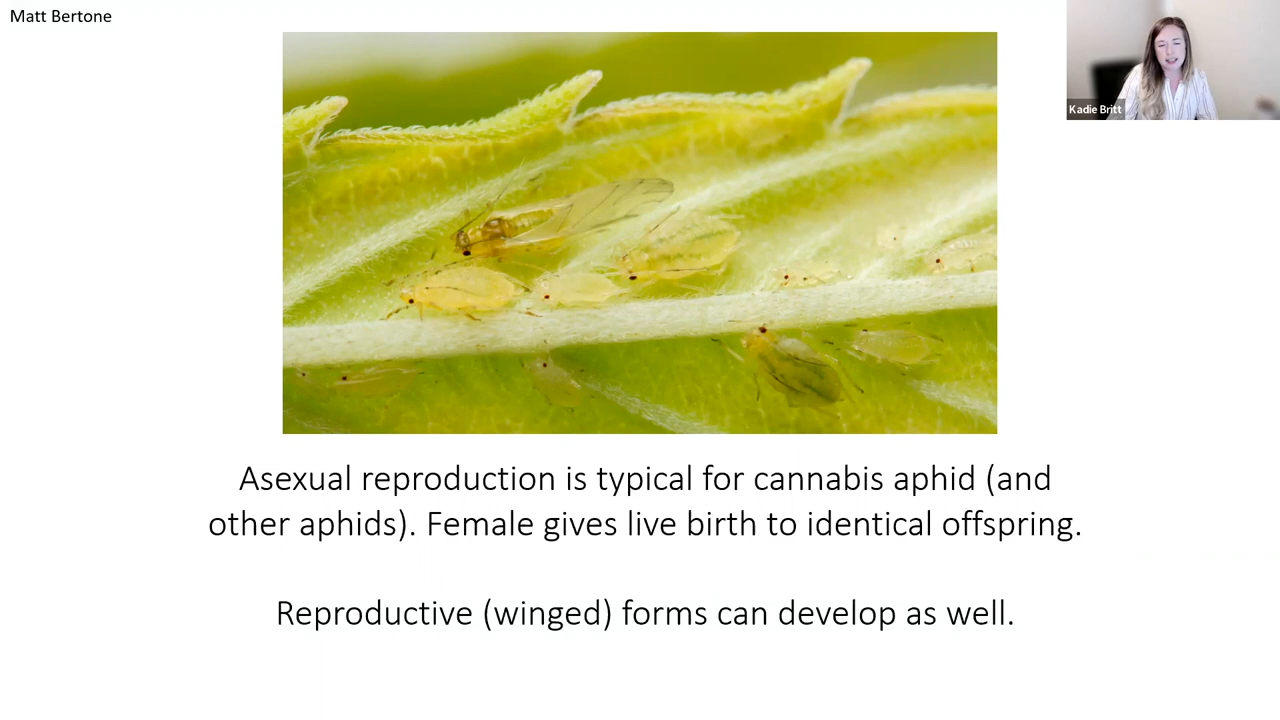 Matt Bertone
Kadie Britt
Asexual reproduction is typical for cannabis aphid (and
other aphids). Female gives live birth to identical offspring.
Reproductive (winged) forms can develop as well.